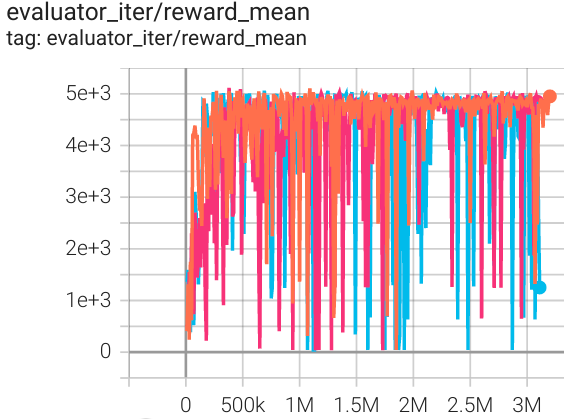 evaluator_iter/reward_mean
tag: evaluator_iter/reward_mean
5e+3
4e+3
3e+3
2e+3
1e+3
0
0 500k 1M 1.5M 2M 2.5M 3M